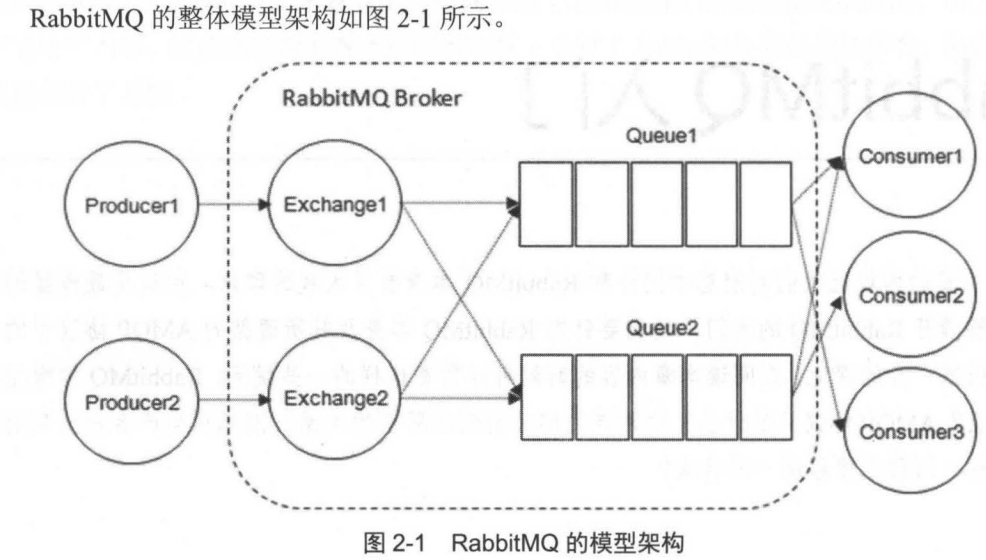 RabbitMQ 的整体模型架构如图 2-1 所示。
RabbitMQ Broker
Queue1
Consumer1
Producer1
Exchange1
Consumer2
Queue2
Producer2
Exchange2
Consumer3
图 2-1 RabbitMQ 的模型架构